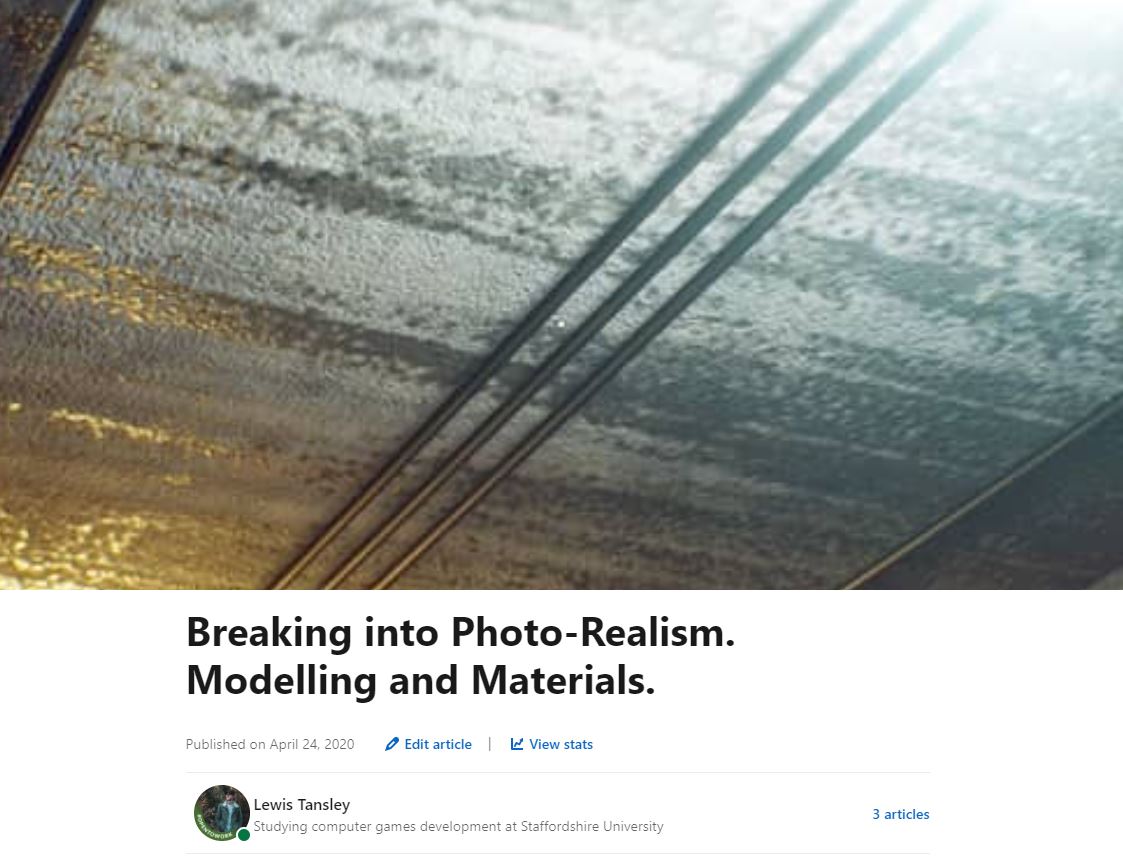 Breaking into Photo-Realism.
Modelling and Materials.
Published on April 24, 2020 Edit article | View stats
Lewis Tansley
Studying computer games development at Staffordshire University
3 articles
#OPENTOWORK